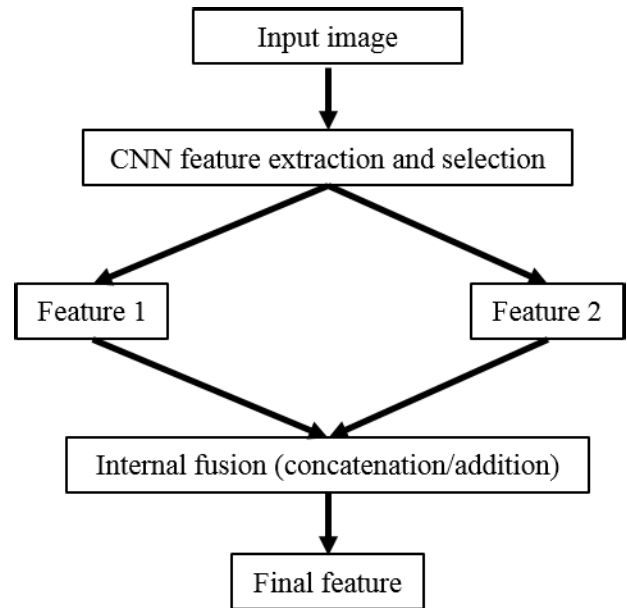 Input image
CNN feature extraction and selection
Feature 1
Feature 2
Internal fusion (concatenation/addition)
Final feature